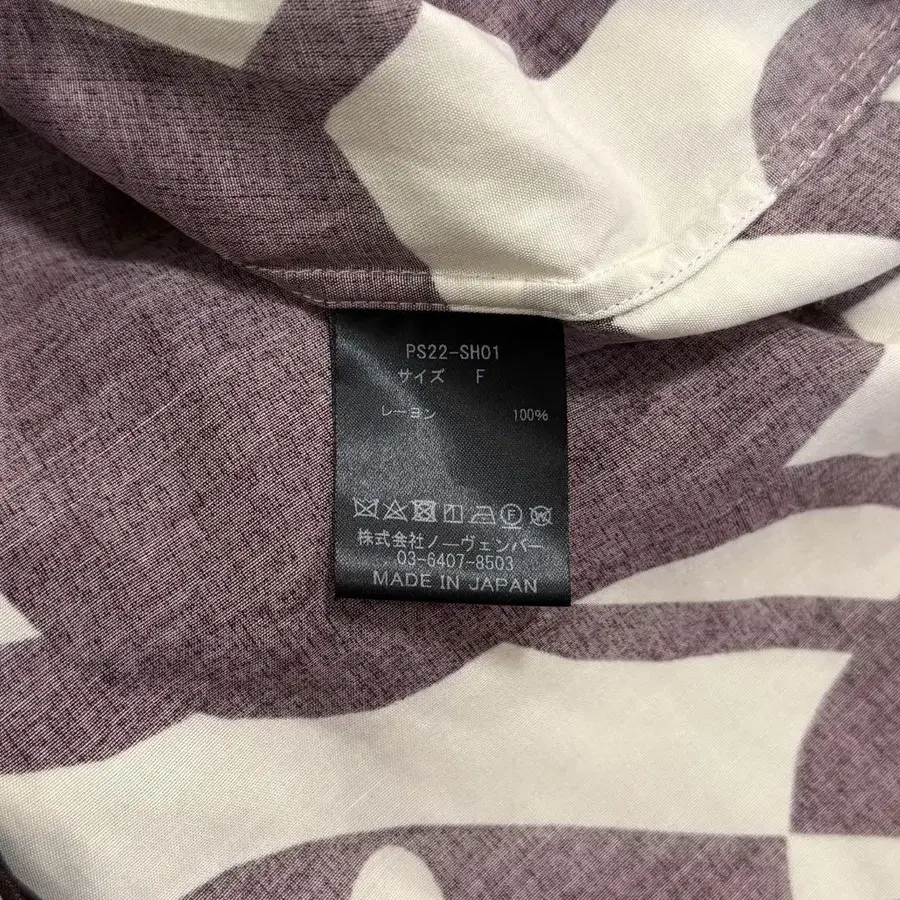 PS22-SH01
サイズ F
レーヨン 100%
株式会社ノーヴェンバー
03-6407-8503
MADE IN JAPAN